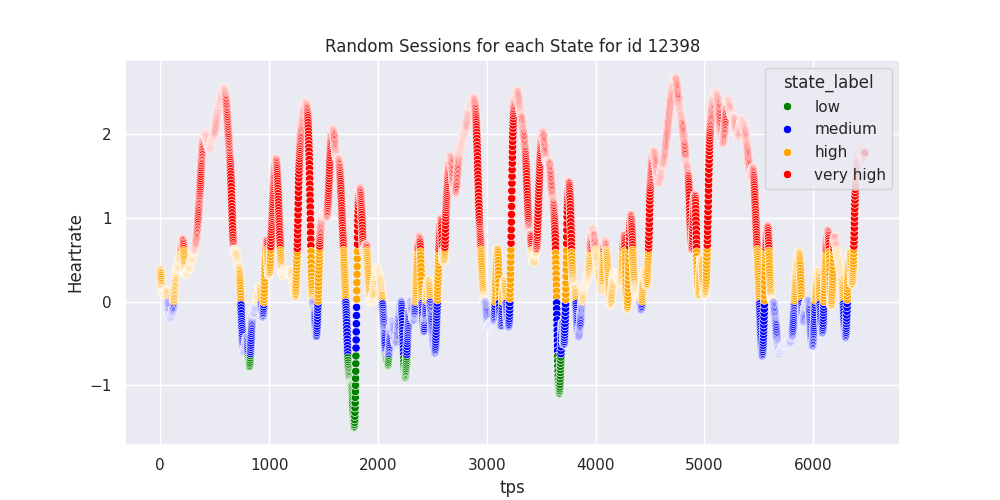 Random Sessions for each State for id 12398
state_label
low
medium
high
very high
2
1
0
−1
Heartrate
0 1000 2000 3000 4000 5000 6000
tps